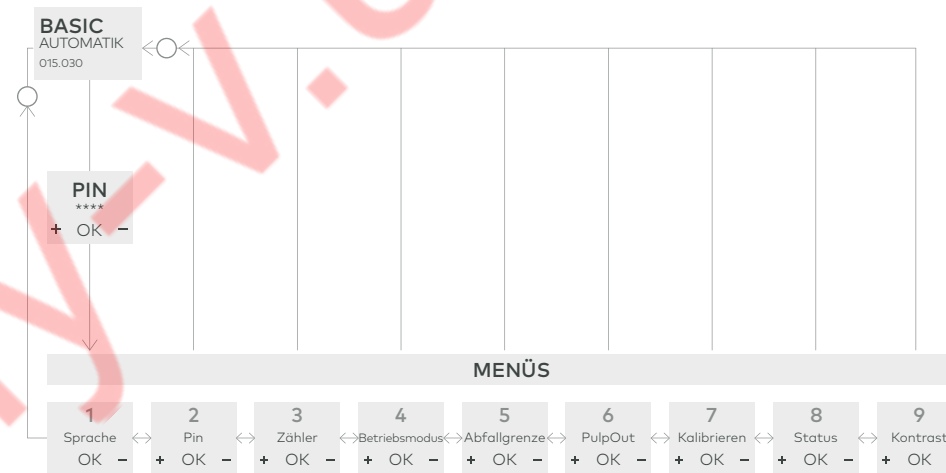 BASIC
AUTOMATIK
015.030
PIN
****
+ OK −
MENÜS
1 2 3 4 5 6 7 8 9
Sprache Pin Zähler Betriebsmodus Abfallgrenze PulpOut Kalibrieren Status Kontrast
OK − + OK − + OK − + OK − + OK − + OK − + OK − + OK − + OK